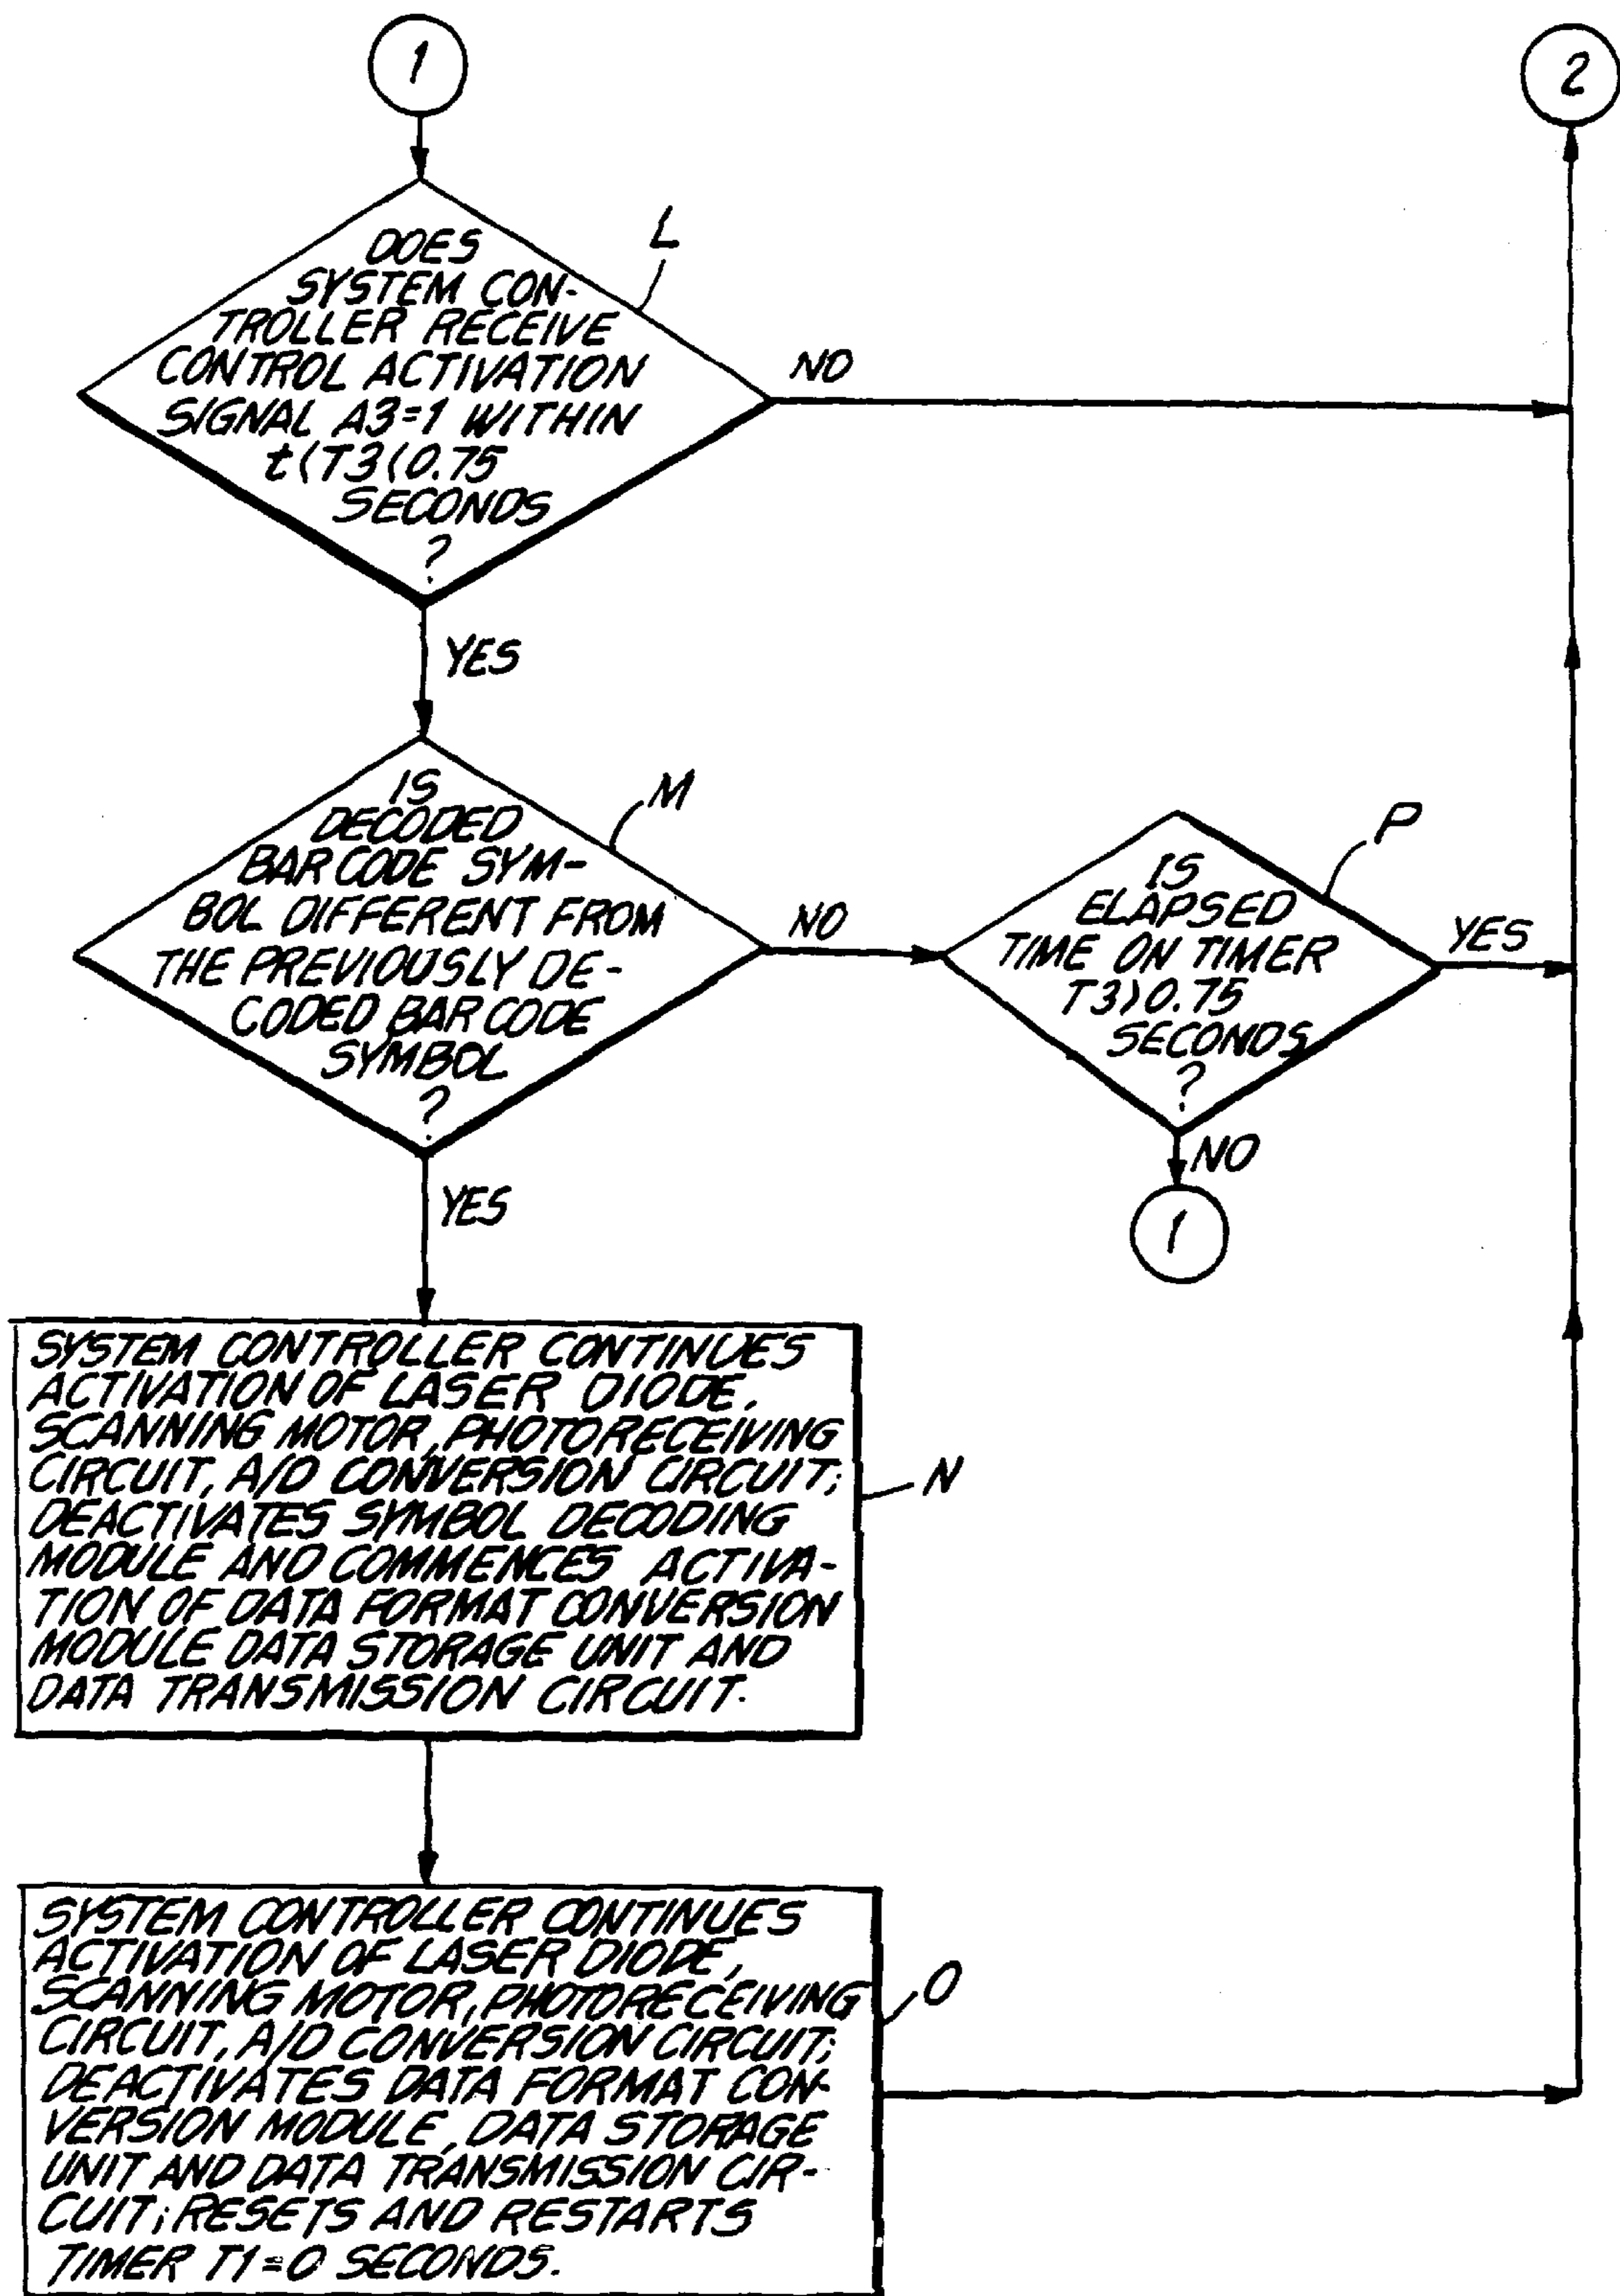 1
2
DOES
SYSTEM CON-
TROLLER RECEIVE
CONTROL ACTIVATION
SIGNAL A3=1 WITHIN
t<T3<0.75
SECONDS
?
L
NO
YES
IS
DECODED
BAR CODE SYM-
BOL DIFFERENT FROM
THE PREVIOUSLY DE-
CODED BAR CODE
SYMBOL
?
M
NO
IS
ELAPSED
TIME ON TIMER
T3>0.75
SECONDS
?
P
YES
NO
1
YES
SYSTEM CONTROLLER CONTINUES
ACTIVATION OF LASER DIODE,
SCANNING MOTOR, PHOTORECEIVING
CIRCUIT, A/D CONVERSION CIRCUIT;
DEACTIVATES SYMBOL DECODING
MODULE AND COMMENCES ACTIVA-
TION OF DATA FORMAT CONVERSION
MODULE DATA STORAGE UNIT AND
DATA TRANSMISSION CIRCUIT.
N
SYSTEM CONTROLLER CONTINUES
ACTIVATION OF LASER DIODE,
SCANNING MOTOR, PHOTORECEIVING
CIRCUIT, A/D CONVERSION CIRCUIT;
DEACTIVATES DATA FORMAT CON-
VERSION MODULE, DATA STORAGE
UNIT AND DATA TRANSMISSION CIR-
CUIT; RESETS AND RESTARTS
TIMER T1=0 SECONDS.
O